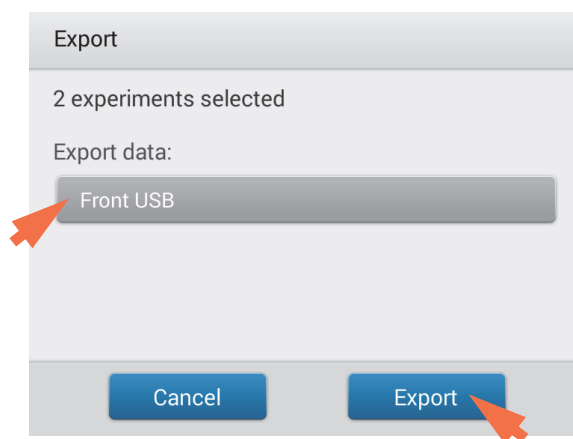 Export
2 experiments selected
Export data:
Front USB
Cancel
Export